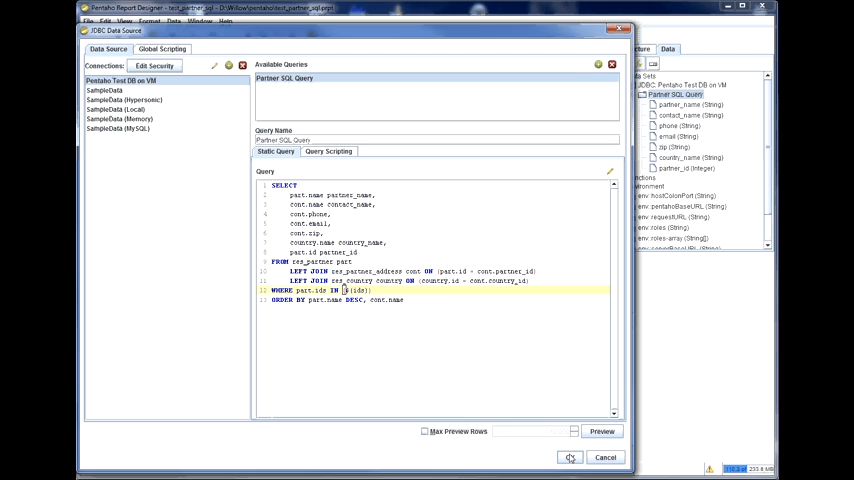 Pentaho Report Designer - D:\Willow\pentaho\test_partner_sql.prpt
File Edit View Format Data Window Help
JDBC Data Source
Data Source Global Scripting
Connections: Edit Security
Pentaho Test DB on VM
SampleData
SampleData (Hypersonic)
SampleData (Local)
SampleData (Memory)
SampleData (MySQL)
Available Queries
Partner SQL Query
Query Name
Partner SQL Query
Static Query Query Scripting
Query
1 SELECT
2 part.name partner_name,
3 cont.name contact_name,
4 cont.phone,
5 cont.email,
6 cont.zip,
7 country.name country_name,
8 part.id partner_id
9 FROM res_partner part
10 LEFT JOIN res_partner_address cont ON (part.id = cont.partner_id)
11 LEFT JOIN res_country country ON (country.id = cont.country_id)
12 WHERE part.ids IN (${ids})
13 ORDER BY part.name DESC, cont.name
Max Preview Rows
Preview
OK Cancel
cture Data
a Sets
JDBC: Pentaho Test DB on VM
Partner SQL Query
partner_name (String)
contact_name (String)
phone (String)
email (String)
zip (String)
country_name (String)
partner_id (Integer)
nctions
vironment
env:hostColonPort (String)
env:pentahoBaseURL (String)
env:requestURL (String)
env:roles (String)
env:roles-array (String[])